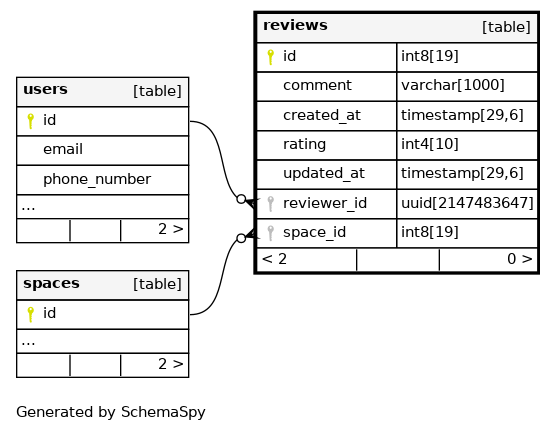 reviews [table]
id int8[19]
comment varchar[1000]
created_at timestamp[29,6]
rating int4[10]
updated_at timestamp[29,6]
reviewer_id uuid[2147483647]
space_id int8[19]
< 2 0 >
users [table]
id
email
phone_number
...
2 >
spaces [table]
id
...
2 >
Generated by SchemaSpy